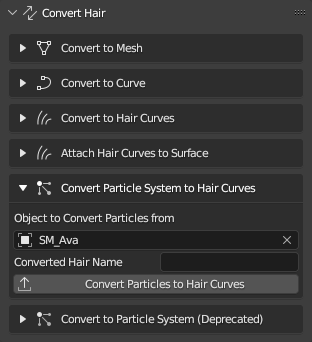 Convert Hair
Convert to Mesh
Convert to Curve
Convert to Hair Curves
Attach Hair Curves to Surface
Convert Particle System to Hair Curves
Object to Convert Particles from
SM_Ava
Converted Hair Name
Convert Particles to Hair Curves
Convert to Particle System (Deprecated)